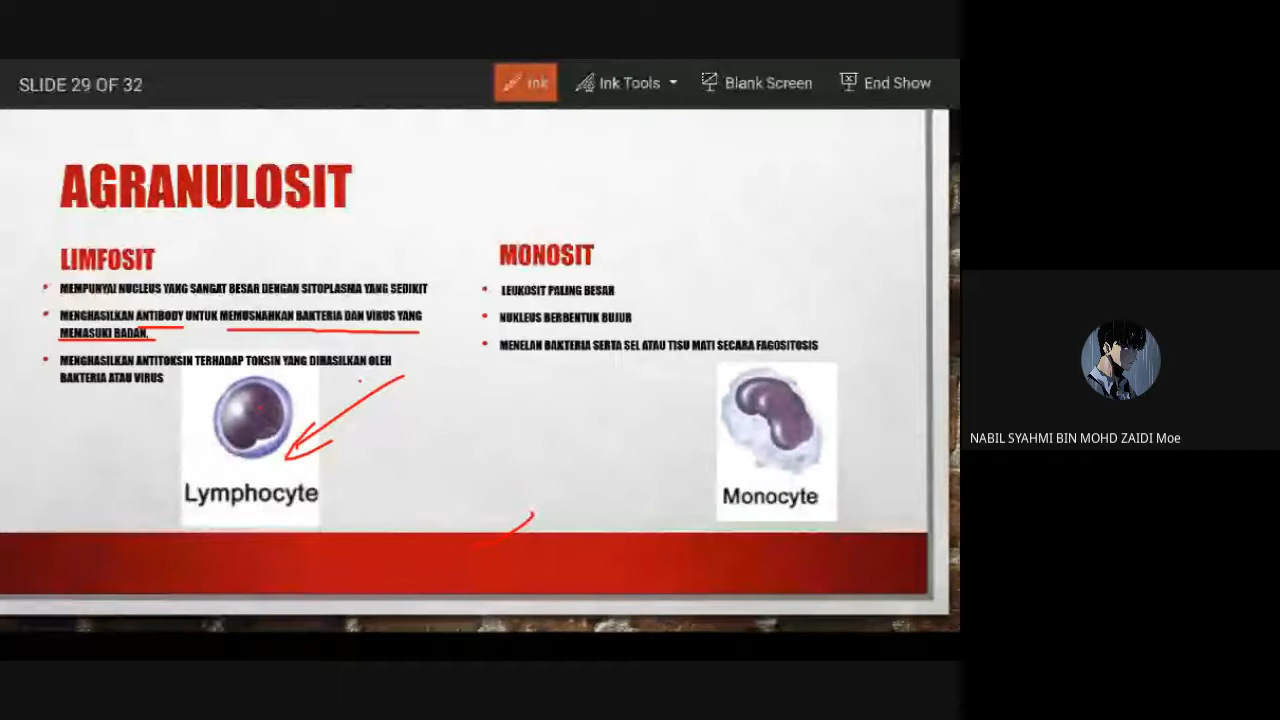 SLIDE 29 OF 32
Ink
Ink Tools
Blank Screen
End Show
AGRANULOSIT
LIMFOSIT
• MEMPUNYAI NUCLEUS YANG SANGAT BESAR DENGAN SITOPLASMA YANG SEDIKIT
• MENGHASILKAN ANTIBODY UNTUK MEMUSNAHKAN BAKTERIA DAN VIRUS YANG
MEMASUKI BADAN.
• MENGHASILKAN ANTITOKSIN TERHADAP TOKSIN YANG DIHASILKAN OLEH
BAKTERIA ATAU VIRUS
Lymphocyte
MONOSIT
• LEUKOSIT PALING BESAR
• NUKLEUS BERBENTUK BUJUR
• MENELAN BAKTERIA SERTA SEL ATAU TISU MATI SECARA FAGOSITOSIS
Monocyte
NABIL SYAHMI BIN MOHD ZAIDI Moe